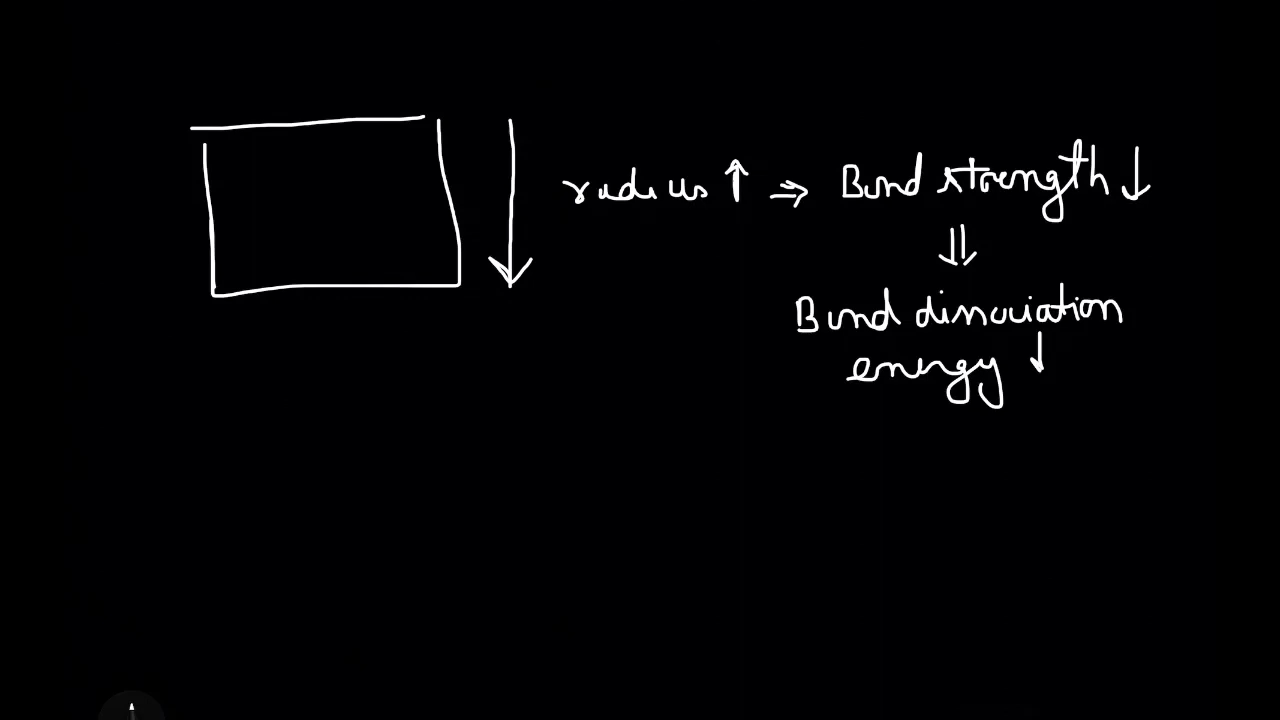 radius ↑ ⇒ Bond strength ↓
⇓
Bond dissociation
energy ↓